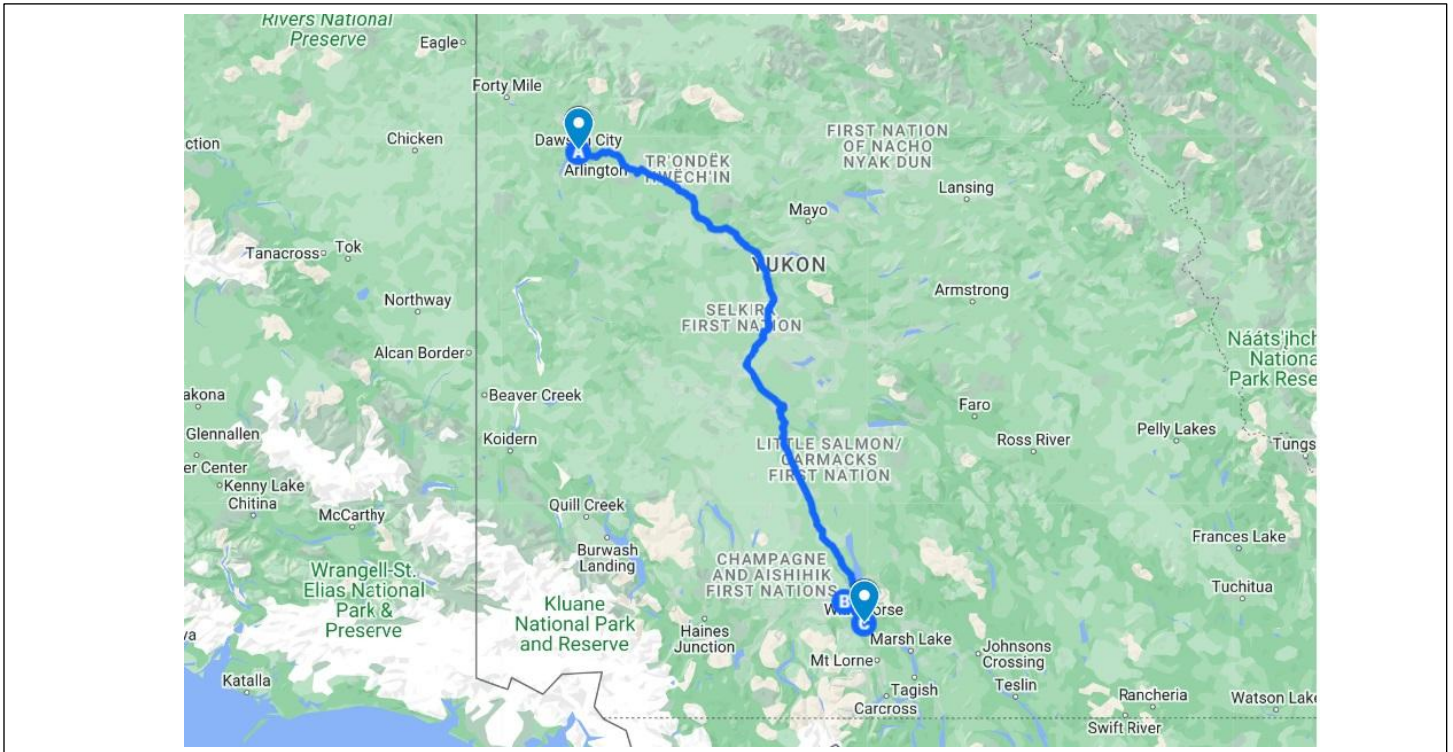 Rivers National
Preserve
Eagle
Forty Mile
ction
Chicken
Dawson City
A
Arlington
TR'ONDËK
HWËCH'IN
FIRST NATION
OF NACHO
NYAK DUN
Lansing
Mayo
Tanacross
Tok
YUKON
Northway
Armstrong
SELKIRK
FIRST NATION
Alcan Border
Nááts'ihch
Nationa
Park Rese
akona
Beaver Creek
Faro
Glennallen
Koidern
LITTLE SALMON/
CARMACKS
FIRST NATION
Ross River
Pelly Lakes
Tungs
er Center
Kenny Lake
Chitina
McCarthy
Quill Creek
Burwash
Landing
CHAMPAGNE
AND AISHIHIK
FIRST NATIONS
Frances Lake
Wrangell-St.
Elias National
Park &
Preserve
Kluane
National Park
and Reserve
B
Whitehorse
C
Tuchitua
va
Haines
Junction
Marsh Lake
Mt Lorne
Johnsons
Crossing
Katalla
Tagish
Carcross
Teslin
Rancheria
Swift River
Watson Lake